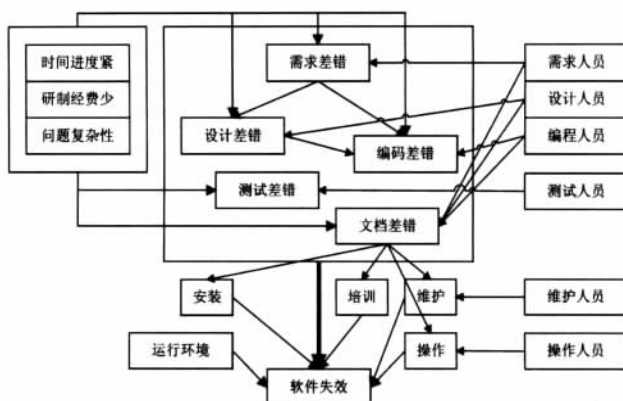 时间进度紧
研制经费少
问题复杂性
需求差错
需求人员
设计人员
设计差错
编码差错
编程人员
测试差错
测试人员
文档差错
安装
培训
维护
维护人员
运行环境
操作
操作人员
软件失效